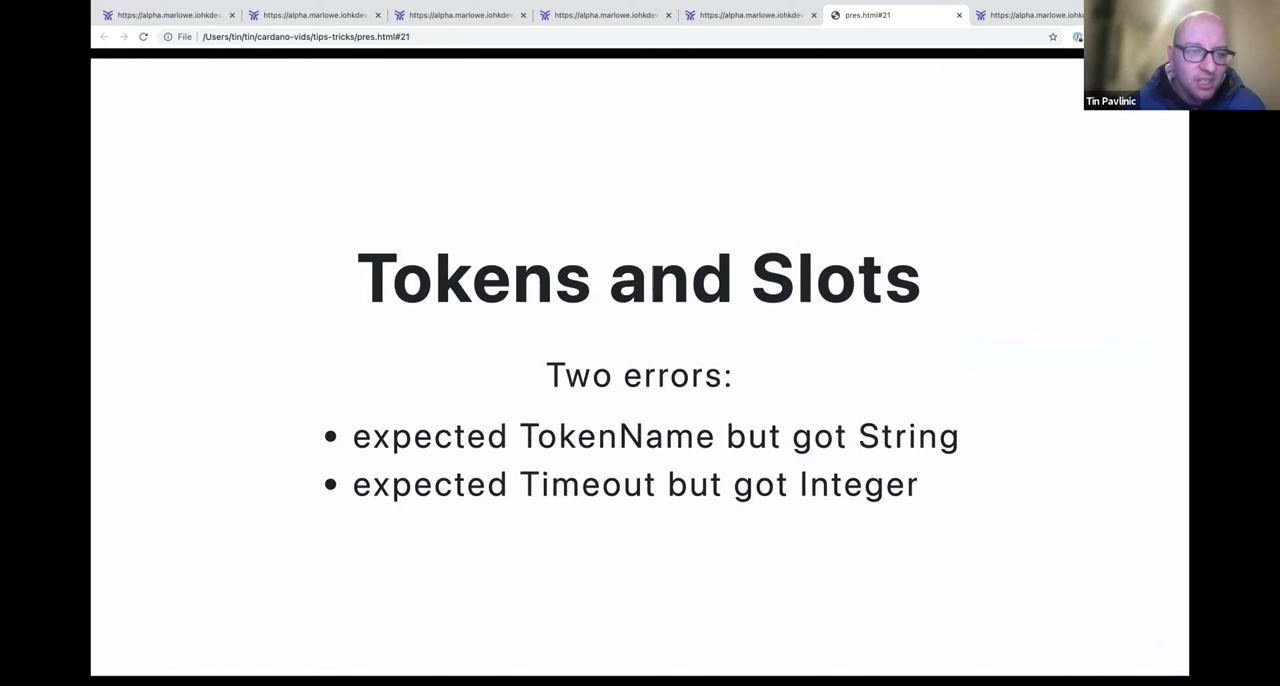 https://alpha.marlowe.iohkdev
https://alpha.marlowe.iohkdev
https://alpha.marlowe.iohkdev
https://alpha.marlowe.iohkdev
https://alpha.marlowe.iohkdev
pres.html#21
https://alpha.marlowe.iohkde
File
/Users/tin/tin/cardano-vids/tips-tricks/pres.html#21
Tin Pavlinic
Tokens and Slots
Two errors:
• expected TokenName but got String
• expected Timeout but got Integer